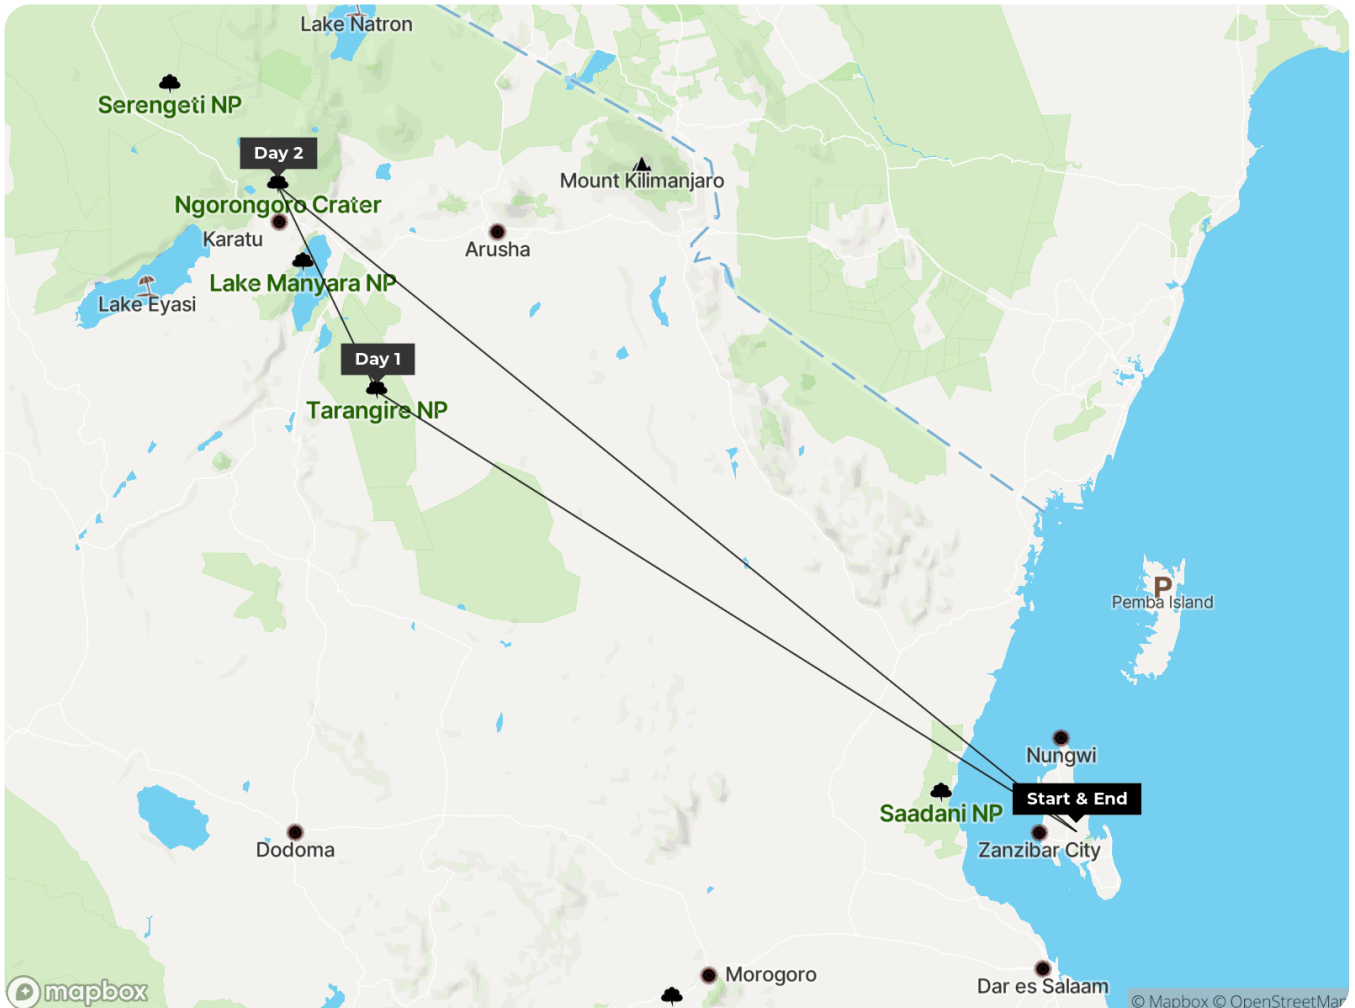 Lake Natron
Serengeti NP
Day 2
Mount Kilimanjaro
Ngorongoro Crater
Karatu
Arusha
Lake Manyara NP
Lake Eyasi
Day 1
Tarangire NP
P
Pemba Island
Nungwi
Start & End
Saadani NP
Zanzibar City
Dodoma
Morogoro
Dar es Salaam
mapbox
© Mapbox © OpenStreetMap